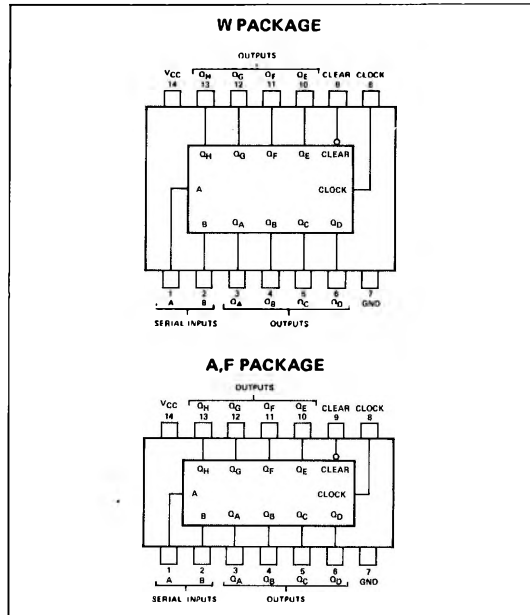 W PACKAGE
OUTPUTS
VCC QH QG QF QE CLEAR CLOCK
14 13 12 11 10 9 8
QH QG QF QE CLEAR
A CLOCK
B QA QB QC QD
1 2 3 4 5 6 7
A B QA QB QC QD GND
SERIAL INPUTS OUTPUTS
A,F PACKAGE
OUTPUTS
VCC QH QG QF QE CLEAR CLOCK
14 13 12 11 10 9 8
QH QG QF QE CLEAR
A CLOCK
B QA QB QC QD
1 2 3 4 5 6 7
A B QA QB QC QD GND
SERIAL INPUTS OUTPUTS